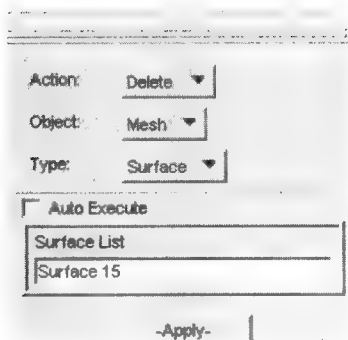 Action: Delete
Object: Mesh
Type: Surface
Auto Execute
Surface List
Surface 15
-Apply-